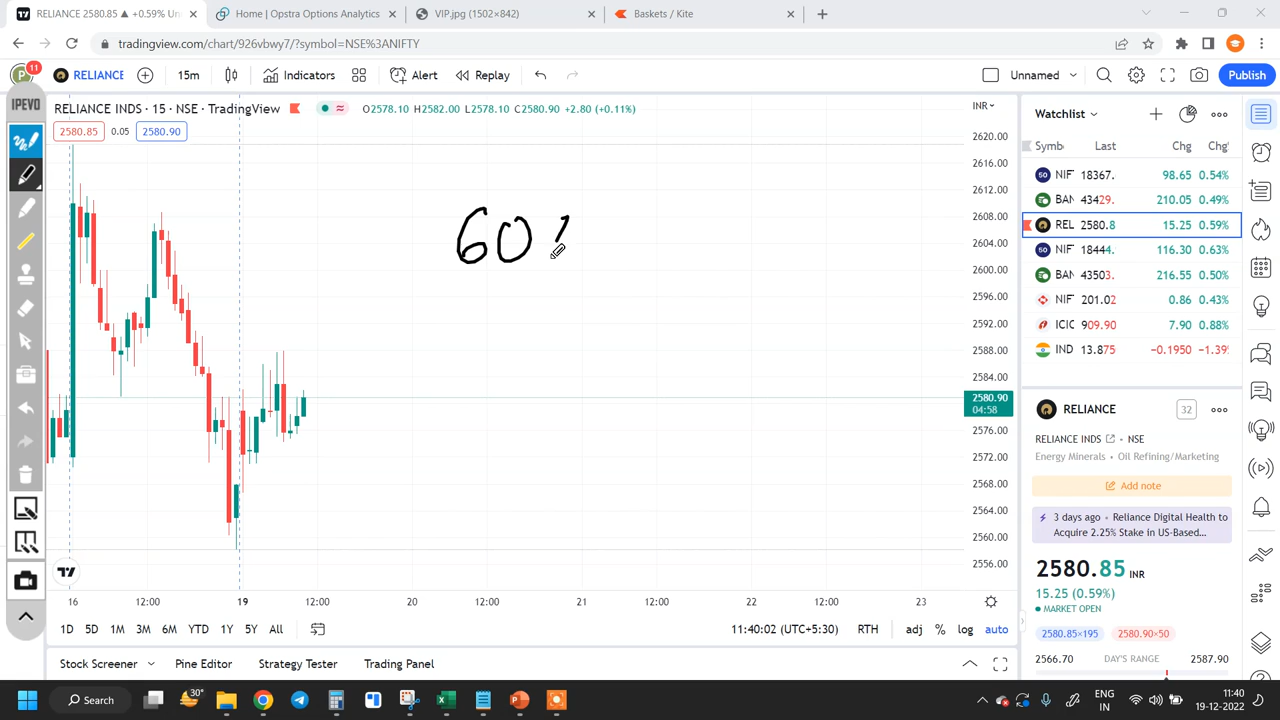 RELIANCE 2580.85 ▲ +0.59% Un
Home | Opstra Options Analytics
VIP.jpg (1502×842)
Baskets / Kite
tradingview.com/chart/926vbwy7/?symbol=NSE%3ANIFTY
P 11
RELIANCE 15m Indicators Alert Replay Unnamed Publish
IPEVO
RELIANCE INDS · 15 · NSE · TradingView O2578.10 H2582.00 L2578.10 C2580.90 +2.80 (+0.11%)
2580.85 0.05 2580.90
INR
2620.00
2616.00
2612.00
2608.00
2604.00
2600.00
2596.00
2592.00
2588.00
2584.00
2580.90
04:58
2576.00
2572.00
2568.00
2564.00
2560.00
2556.00
60
16 12:00 19 12:00 20 12:00 21 12:00 22 12:00 23
1D 5D 1M 3M 6M YTD 1Y 5Y All 11:40:02 (UTC+5:30) RTH adj % log auto
Stock Screener Pine Editor Strategy Tester Trading Panel
Watchlist
Symb Last Chg Chg
50 NIF 18367. 98.65 0.54%
BAN 43429. 210.05 0.49%
REL 2580.8 15.25 0.59%
50 NIF 18444. 116.30 0.63%
BAN 43503. 216.55 0.50%
NIF 201.02 0.86 0.43%
ICIC 909.90 7.90 0.88%
IND 13.875 −0.1950 −1.39
RELIANCE 32
RELIANCE INDS • NSE
Energy Minerals • Oil Refining/Marketing
Add note
3 days ago • Reliance Digital Health to
Acquire 2.25% Stake in US-Based...
2580.85 INR
15.25 (0.59%)
MARKET OPEN
2580.85×195 2580.90×50
2566.70 DAY'S RANGE 2587.90
Search
30°
ENG
IN
11:40
19-12-2022